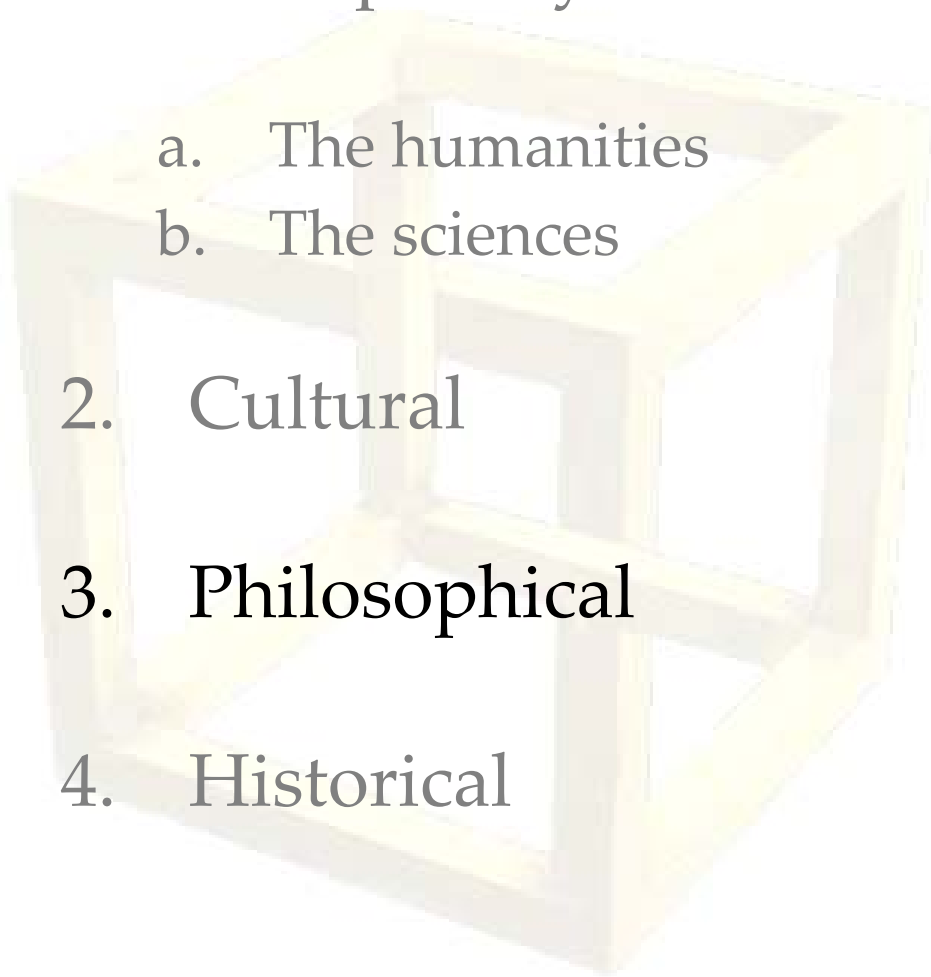 a. The humanities
b. The sciences
2. Cultural
3. Philosophical
4. Historical